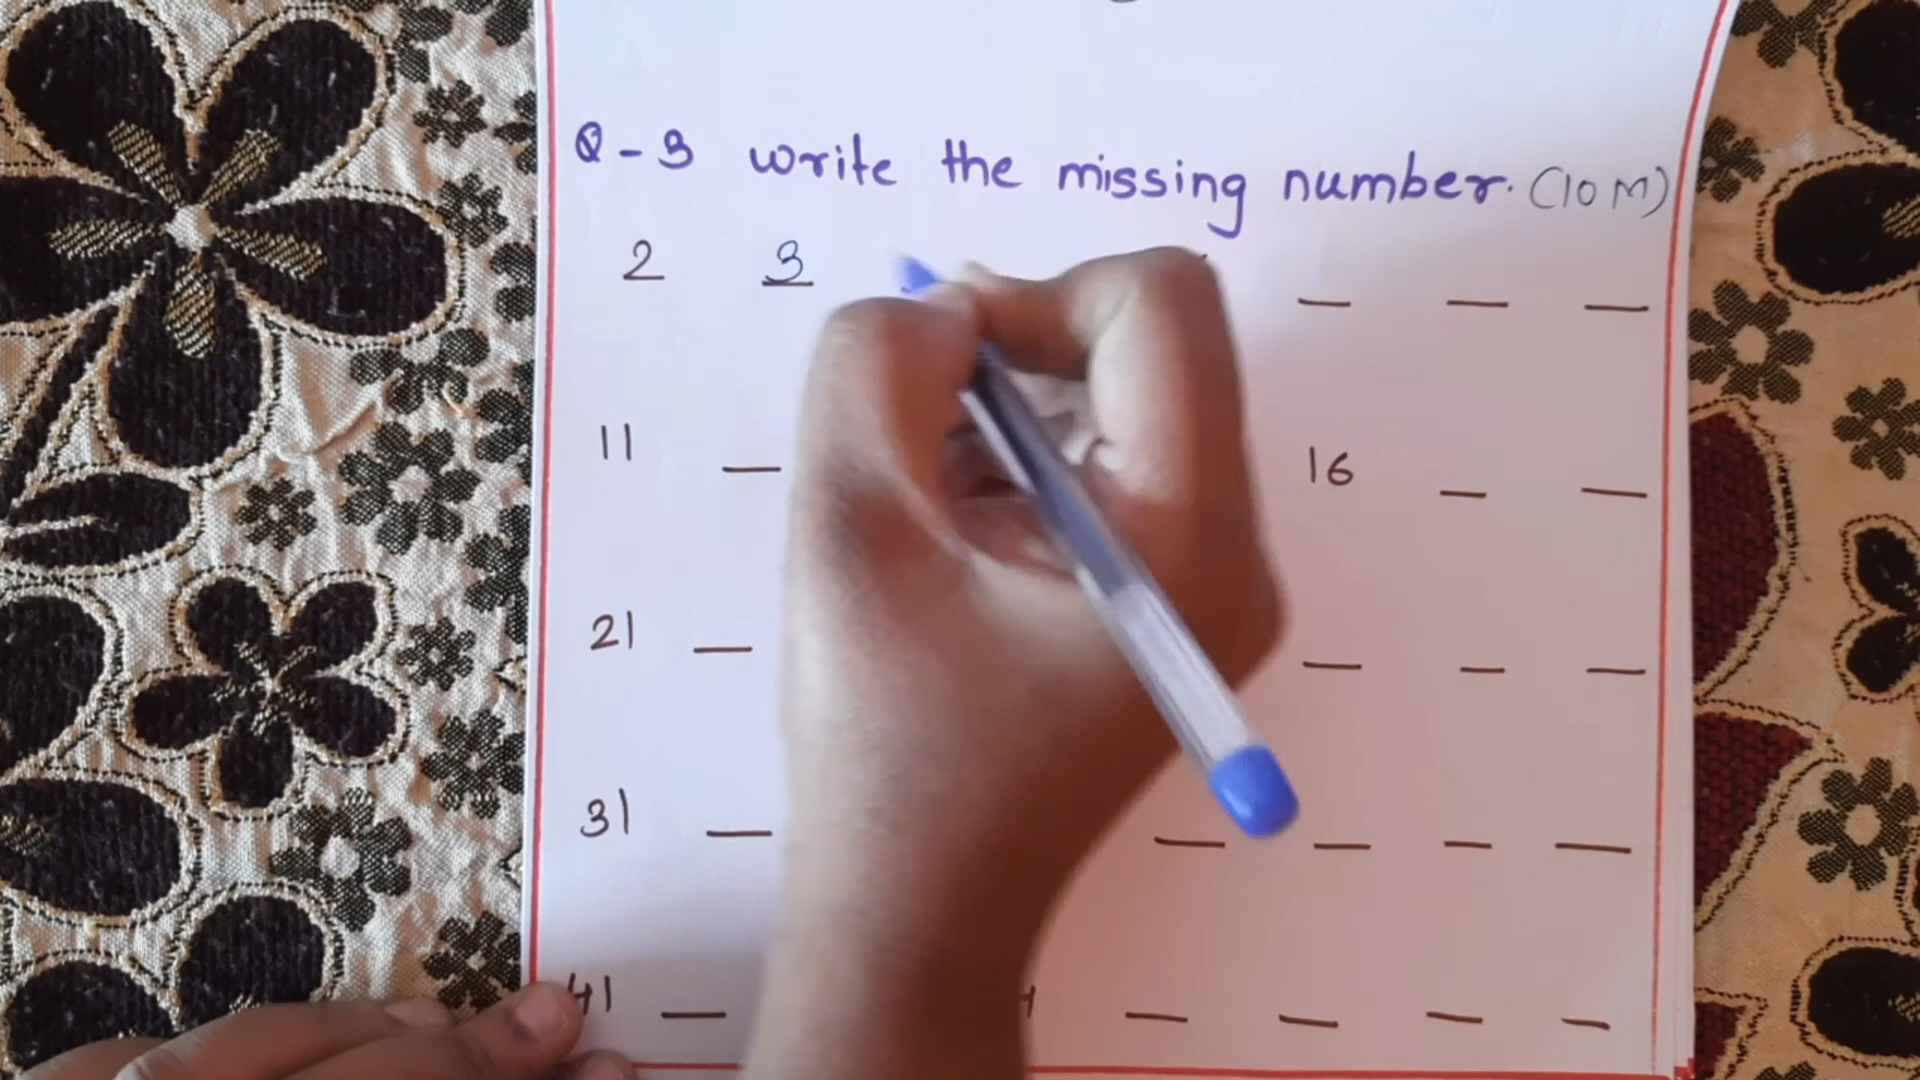 Q-3 write the missing number. (10 M)
2 3 _ _ _
11 _ 16 _ _
21 _ _ _ _
31 _ _ _ _ _
41 _ _ _ _ _